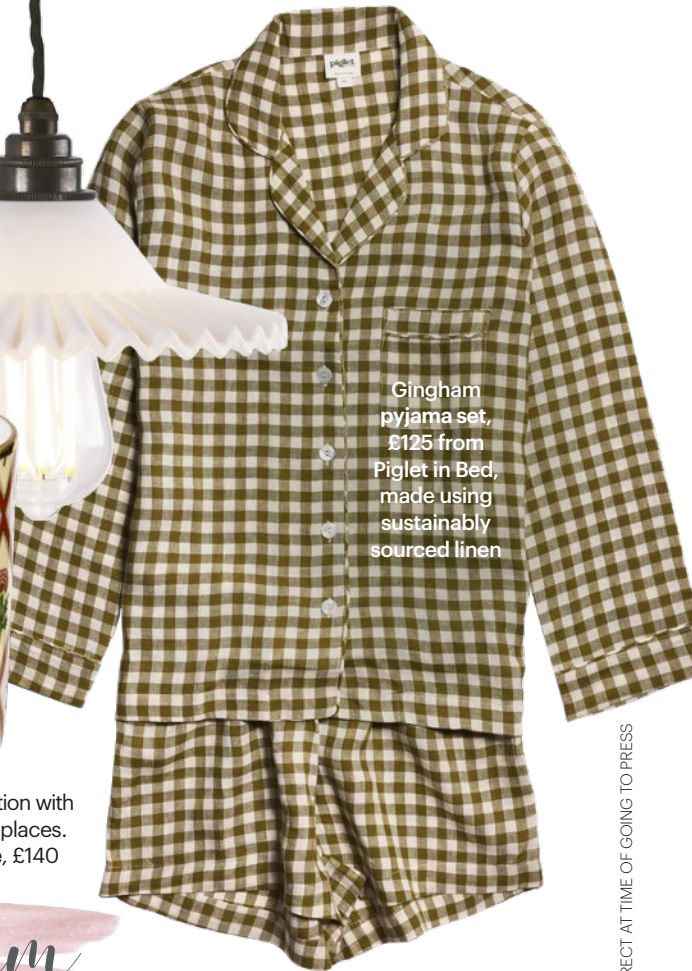 piglet
Gingham
pyjama set,
£125 from
Piglet in Bed,
made using
sustainably
sourced linen
tion with
places.
, £140
RECT AT TIME OF GOING TO PRESS
m